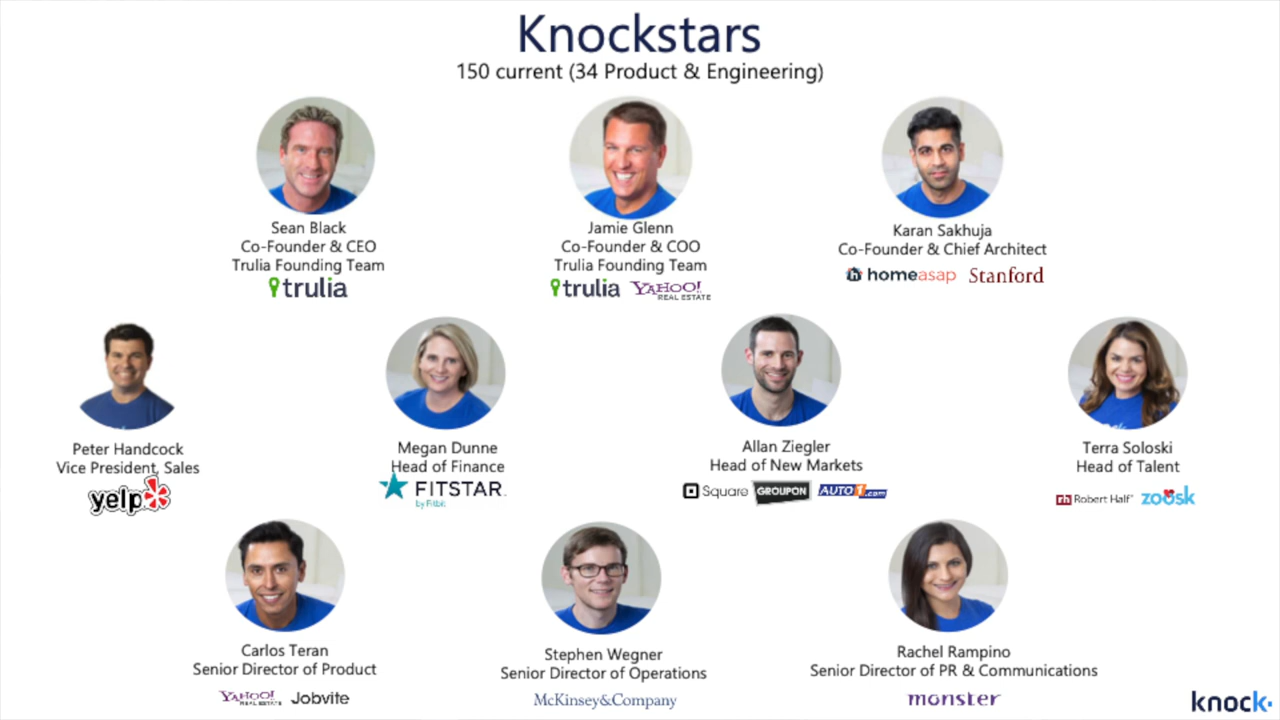 Knockstars
150 current (34 Product & Engineering)
Sean Black
Co-Founder & CEO
Trulia Founding Team
trulia
Jamie Glenn
Co-Founder & COO
Trulia Founding Team
trulia YAHOO! REAL ESTATE
Karan Sakhuja
Co-Founder & Chief Architect
homeasap Stanford
Peter Handcock
Vice President, Sales
yelp
Megan Dunne
Head of Finance
FITSTAR
by Fitbit
Allan Ziegler
Head of New Markets
Square GROUPON AUTO1.com
Terra Soloski
Head of Talent
rh Robert Half zoosk
Carlos Teran
Senior Director of Product
YAHOO! REAL ESTATE Jobvite
Stephen Wegner
Senior Director of Operations
McKinsey&Company
Rachel Rampino
Senior Director of PR & Communications
monster
knock